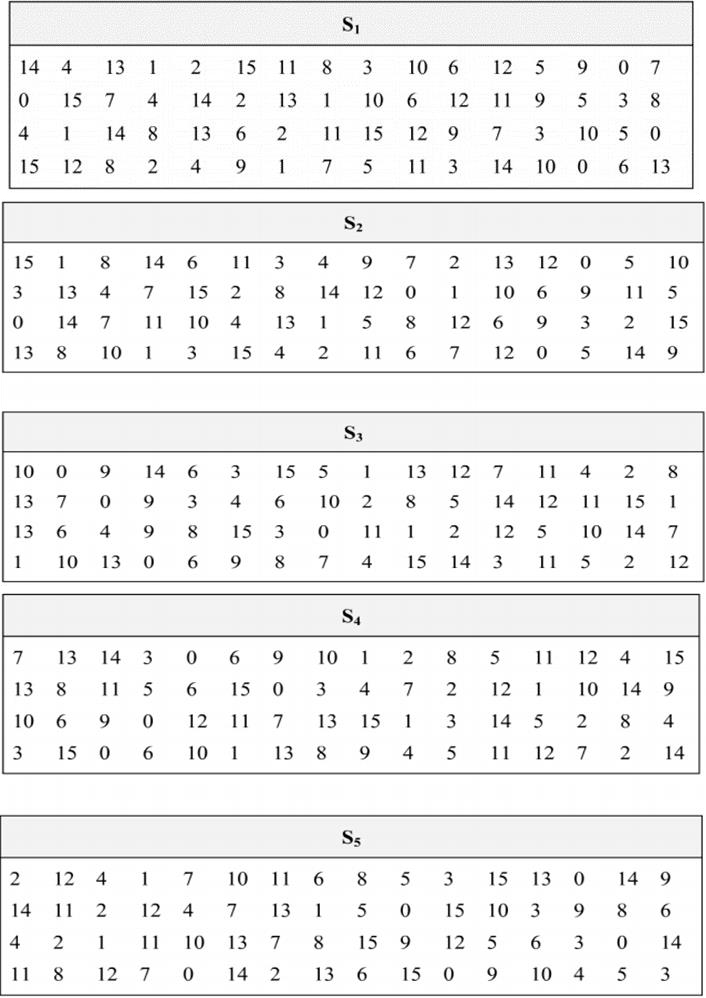 S₁
14 4 13 1 2 15 11 8 3 10 6 12 5 9 0 7
0 15 7 4 14 2 13 1 10 6 12 11 9 5 3 8
4 1 14 8 13 6 2 11 15 12 9 7 3 10 5 0
15 12 8 2 4 9 1 7 5 11 3 14 10 0 6 13
S₂
15 1 8 14 6 11 3 4 9 7 2 13 12 0 5 10
3 13 4 7 15 2 8 14 12 0 1 10 6 9 11 5
0 14 7 11 10 4 13 1 5 8 12 6 9 3 2 15
13 8 10 1 3 15 4 2 11 6 7 12 0 5 14 9
S₃
10 0 9 14 6 3 15 5 1 13 12 7 11 4 2 8
13 7 0 9 3 4 6 10 2 8 5 14 12 11 15 1
13 6 4 9 8 15 3 0 11 1 2 12 5 10 14 7
1 10 13 0 6 9 8 7 4 15 14 3 11 5 2 12
S₄
7 13 14 3 0 6 9 10 1 2 8 5 11 12 4 15
13 8 11 5 6 15 0 3 4 7 2 12 1 10 14 9
10 6 9 0 12 11 7 13 15 1 3 14 5 2 8 4
3 15 0 6 10 1 13 8 9 4 5 11 12 7 2 14
S₅
2 12 4 1 7 10 11 6 8 5 3 15 13 0 14 9
14 11 2 12 4 7 13 1 5 0 15 10 3 9 8 6
4 2 1 11 10 13 7 8 15 9 12 5 6 3 0 14
11 8 12 7 0 14 2 13 6 15 0 9 10 4 5 3